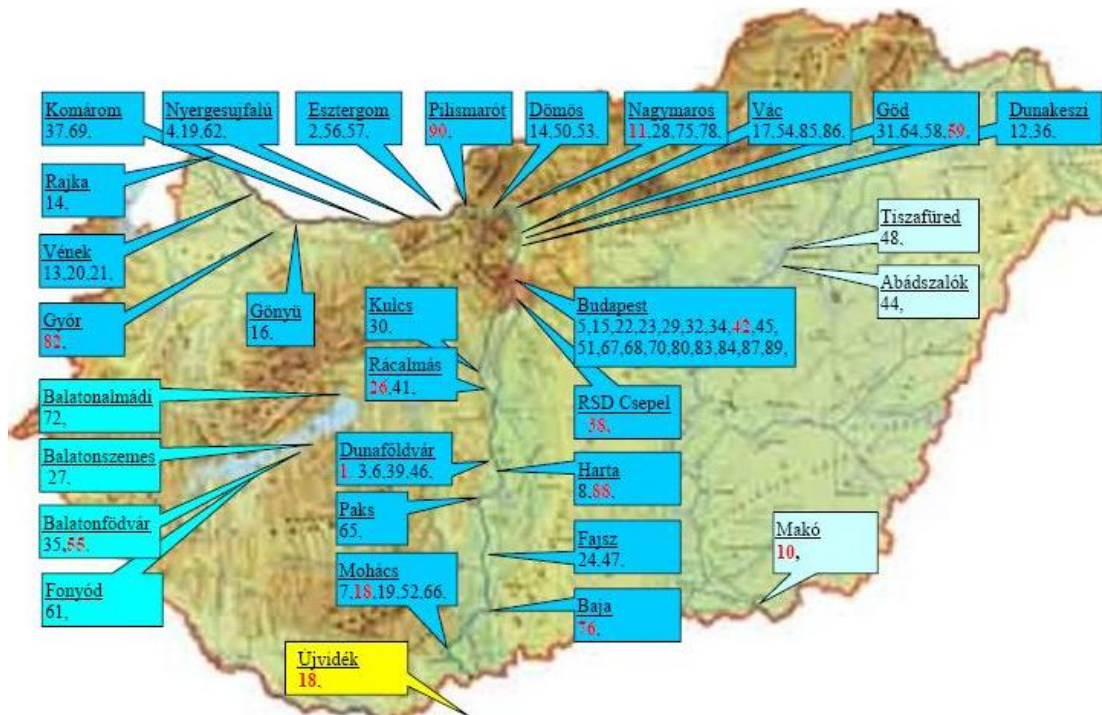 Komárom
37,69,
Nyergesujfalú
4,19,62,
Esztergom
2,56,57,
Pilismarót
90,
Dömös
14,50,53,
Nagymaros
11,28,75,78,
Vác
17,54,85,86,
Göd
31,64,58,59,
Dunakeszi
12,36,
Rajka
14,
Vének
13,20,21,
Győr
82,
Gönyü
16,
Kulcs
30,
Rácalmás
26,41,
Budapest
5,15,22,23,29,32,34,42,45,
51,67,68,70,80,83,84,87,89,
RSD Csepel
38,
Tiszafüred
48,
Abádszalók
44,
Balatonalmádi
72,
Balatonszemes
27,
Balatonfödvár
35,55,
Fonyód
61,
Dunaföldvár
1. 3,6,39,46,
Paks
65,
Mohács
7,18,19,52,66,
Harta
8,88,
Fajsz
24,47,
Baja
76,
Makó
10,
Újvidék
18,